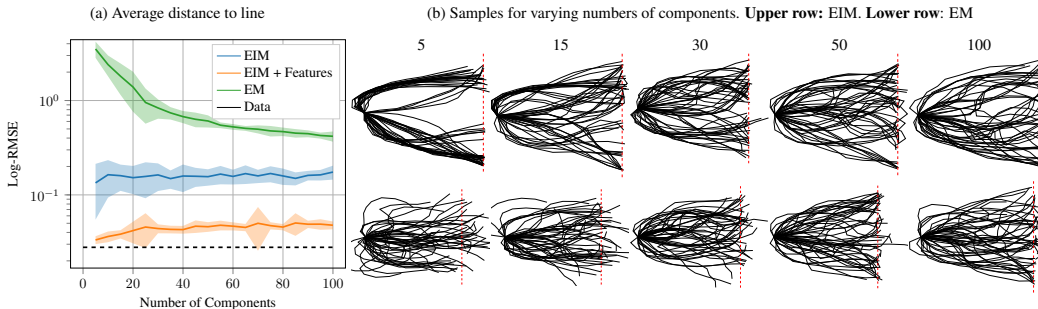 (a) Average distance to line
(b) Samples for varying numbers of components. Upper row: EIM. Lower row: EM
5 15 30 50 100
EIM
EIM + Features
EM
Data
Log-RMSE
10⁰
10⁻¹
0 20 40 60 80 100
Number of Components